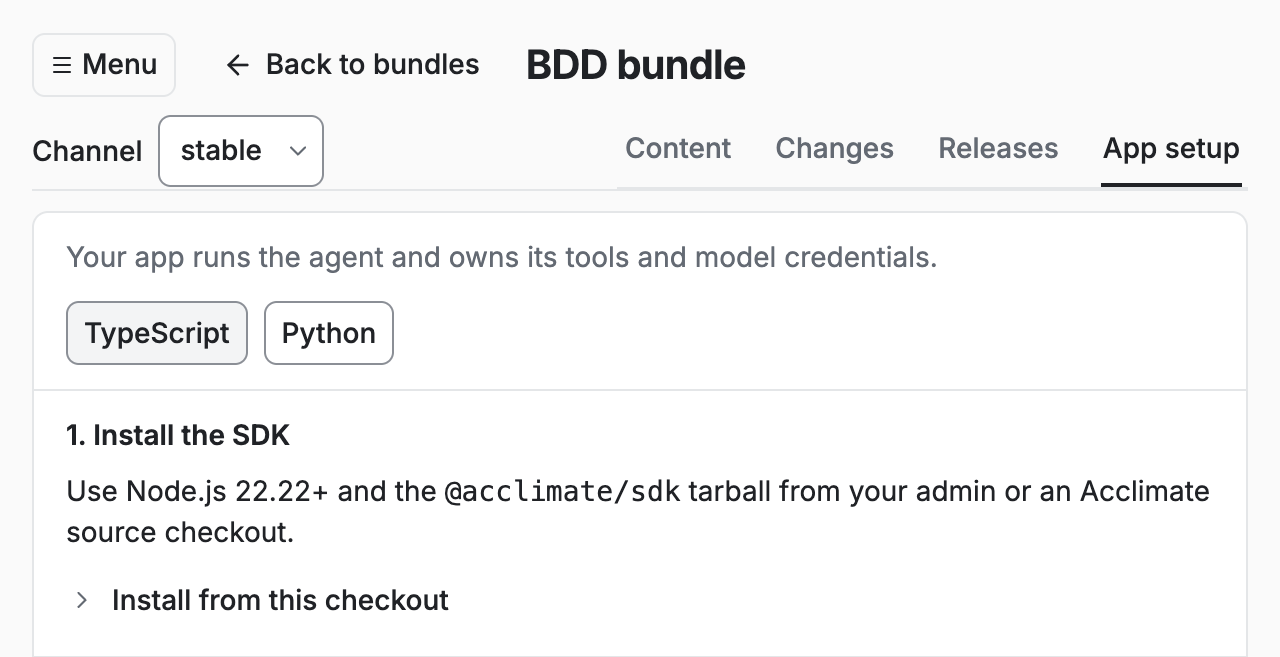 Menu
Back to bundles
BDD bundle
Channel
stable
Content
Changes
Releases
App setup
Your app runs the agent and owns its tools and model credentials.
TypeScript
Python
1. Install the SDK
Use Node.js 22.22+ and the @acclimate/sdk tarball from your admin or an Acclimate
source checkout.
Install from this checkout